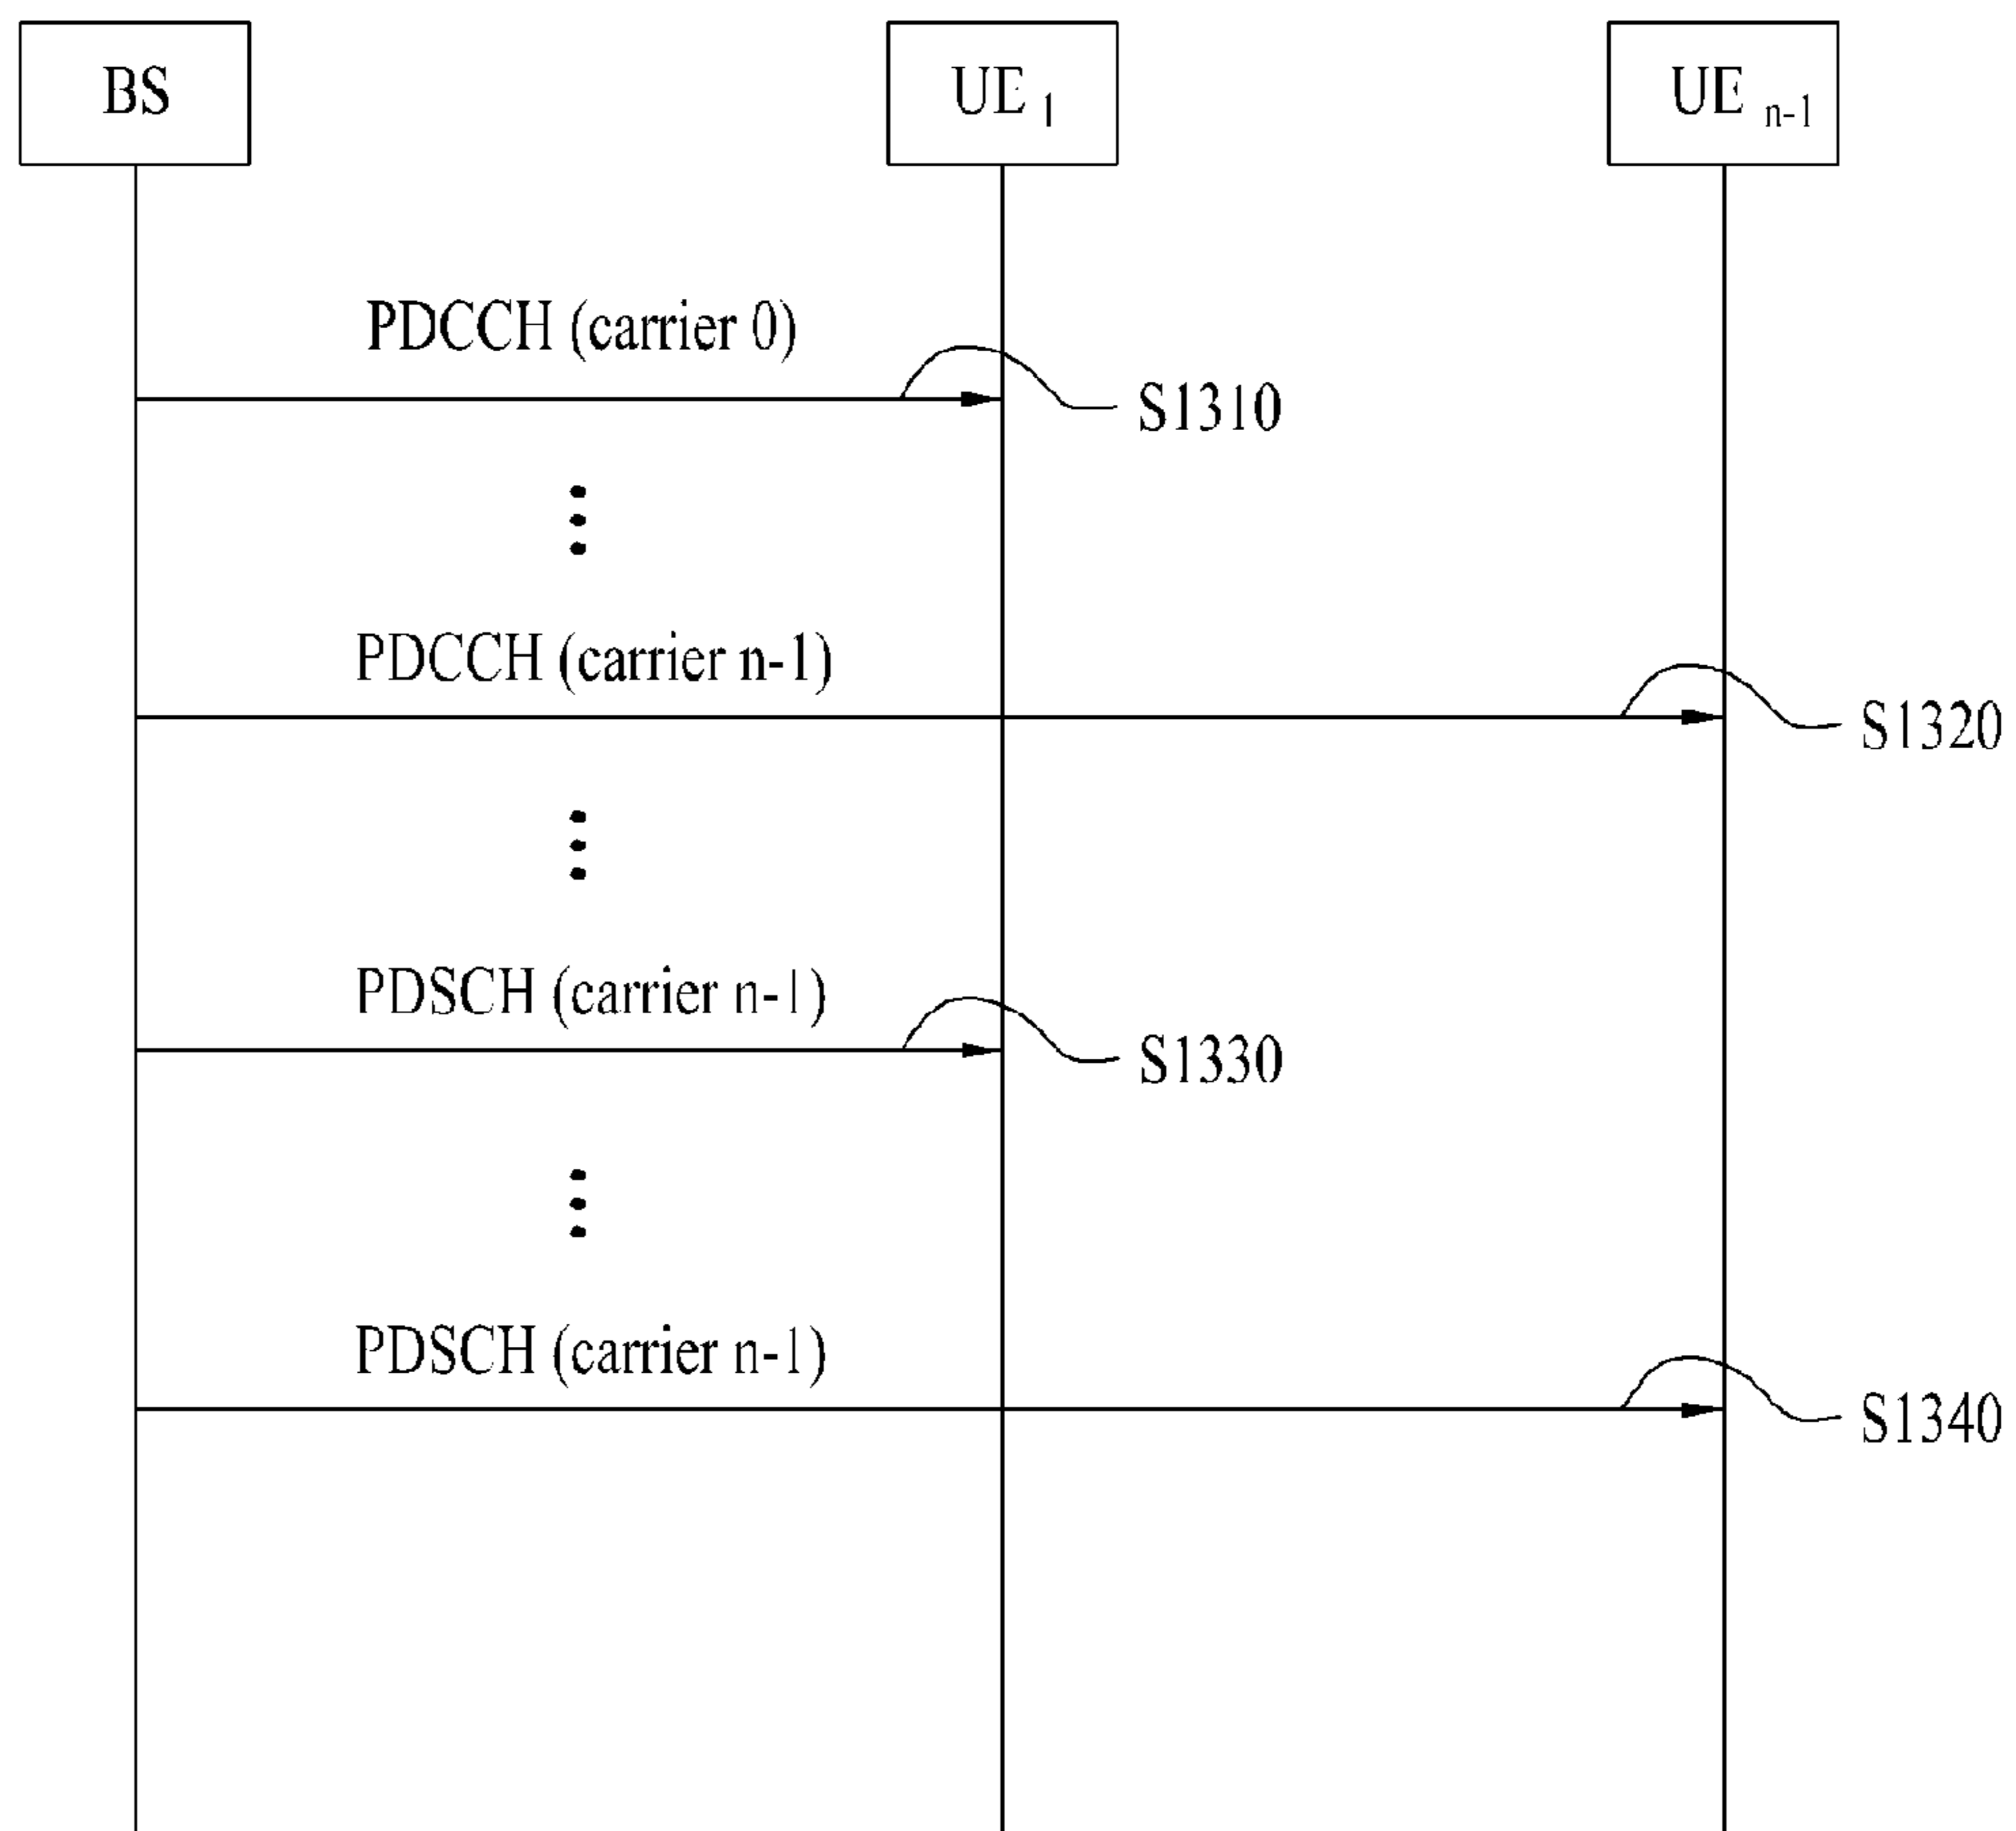 BS
UE 1
UE n-1
PDCCH (carrier 0)
S1310
PDCCH (carrier n-1)
S1320
PDSCH (carrier n-1)
S1330
PDSCH (carrier n-1)
S1340